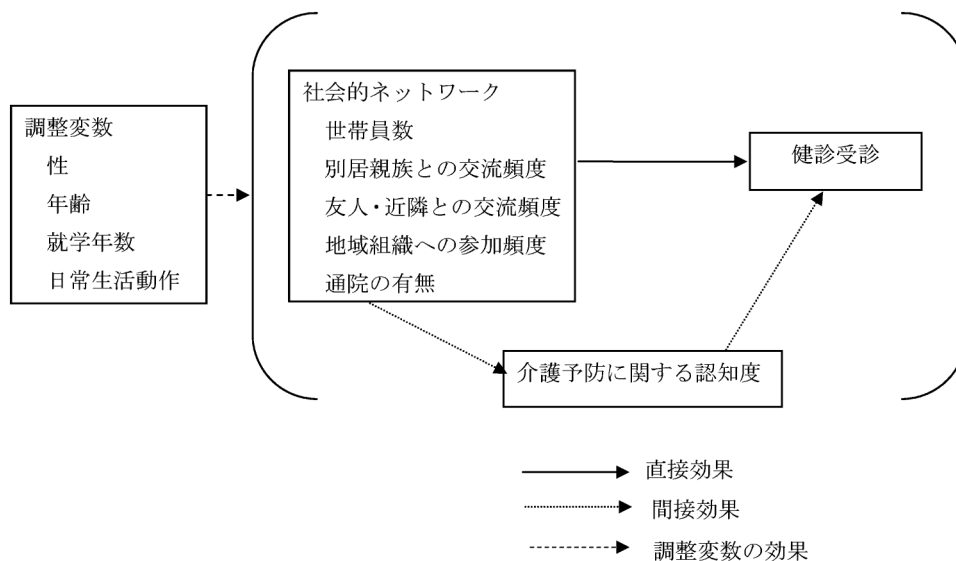 調整変数
性
年齢
就学年数
日常生活動作
社会的ネットワーク
世帯員数
別居親族との交流頻度
友人・近隣との交流頻度
地域組織への参加頻度
通院の有無
健診受診
介護予防に関する認知度
直接効果
間接効果
調整変数の効果